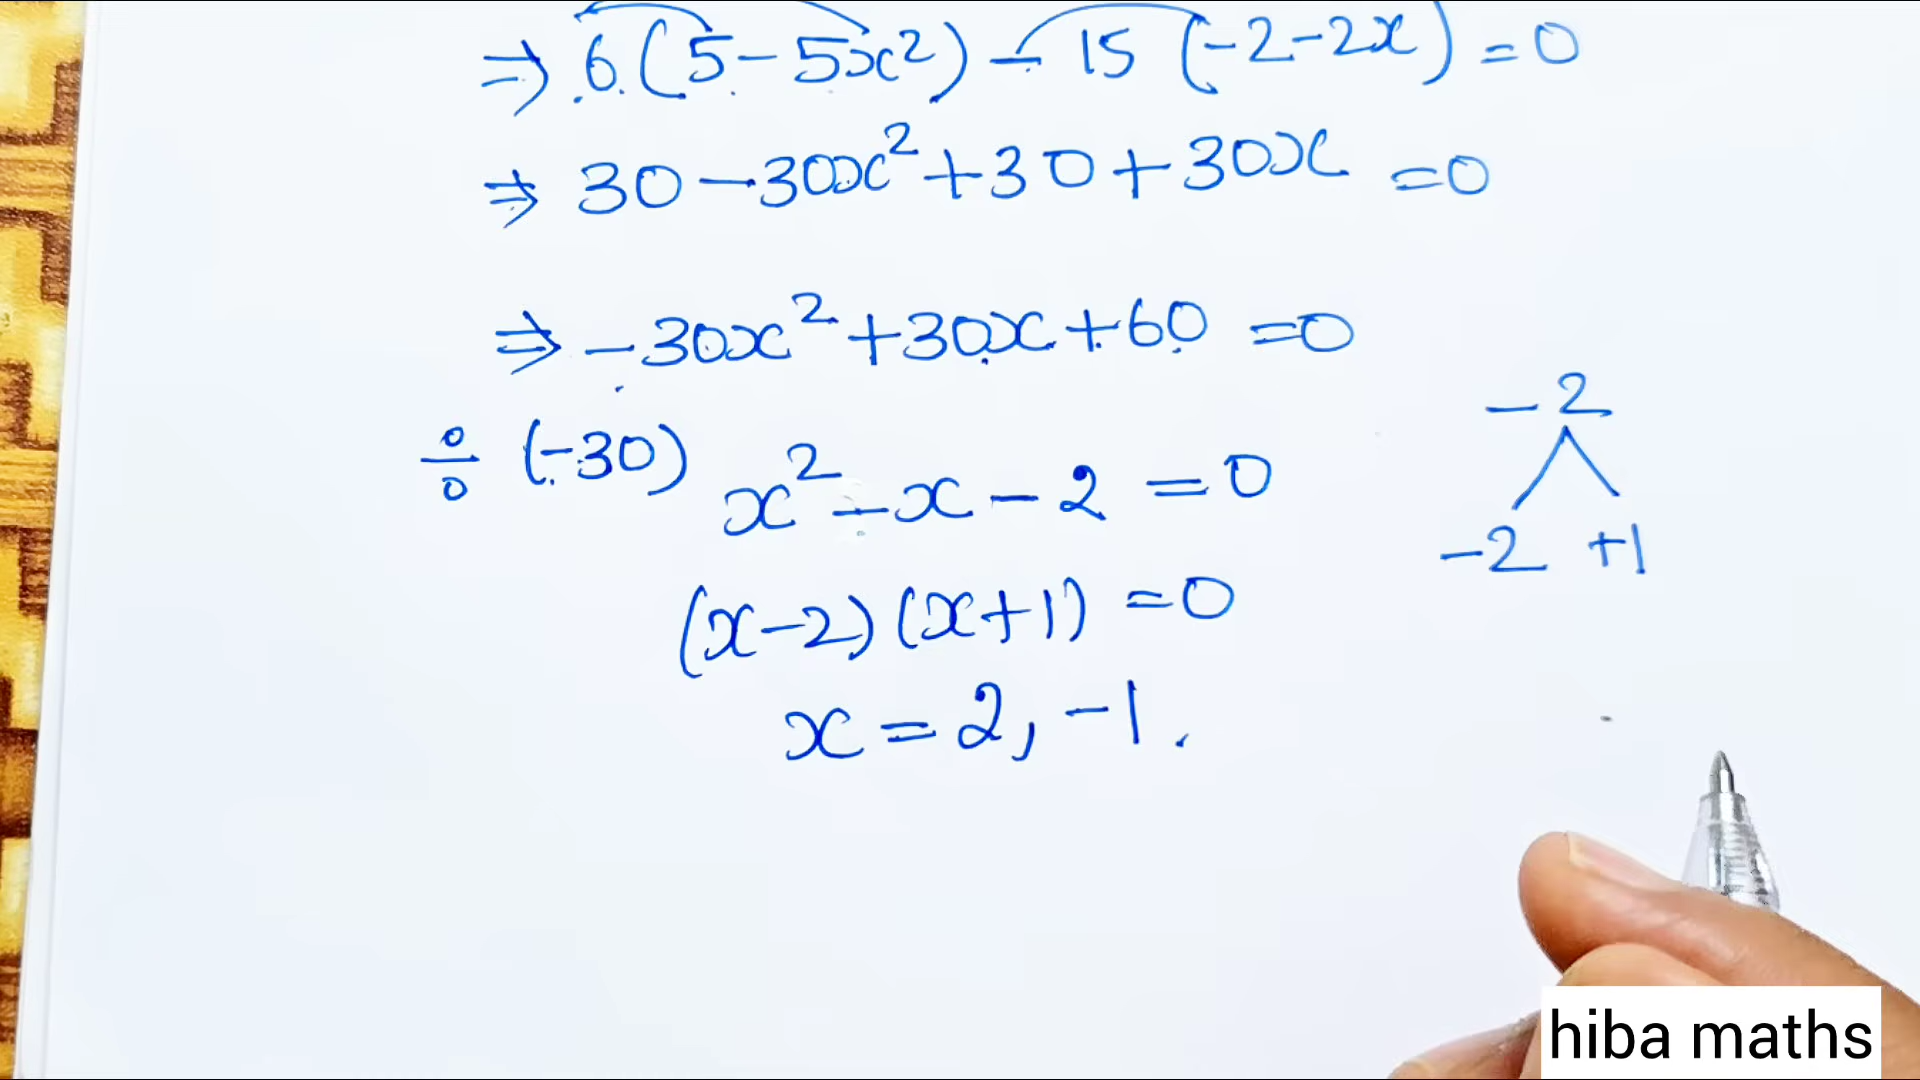 ⇒ 6(5-5x²) - 15 (-2-2x) = 0
⇒ 30 - 30x² + 30 + 30x = 0
⇒ -30x² + 30x + 60 = 0
-2
÷ (-30) x² - x - 2 = 0
-2 +1
(x-2) (x+1) = 0
x = 2, -1.
hiba maths